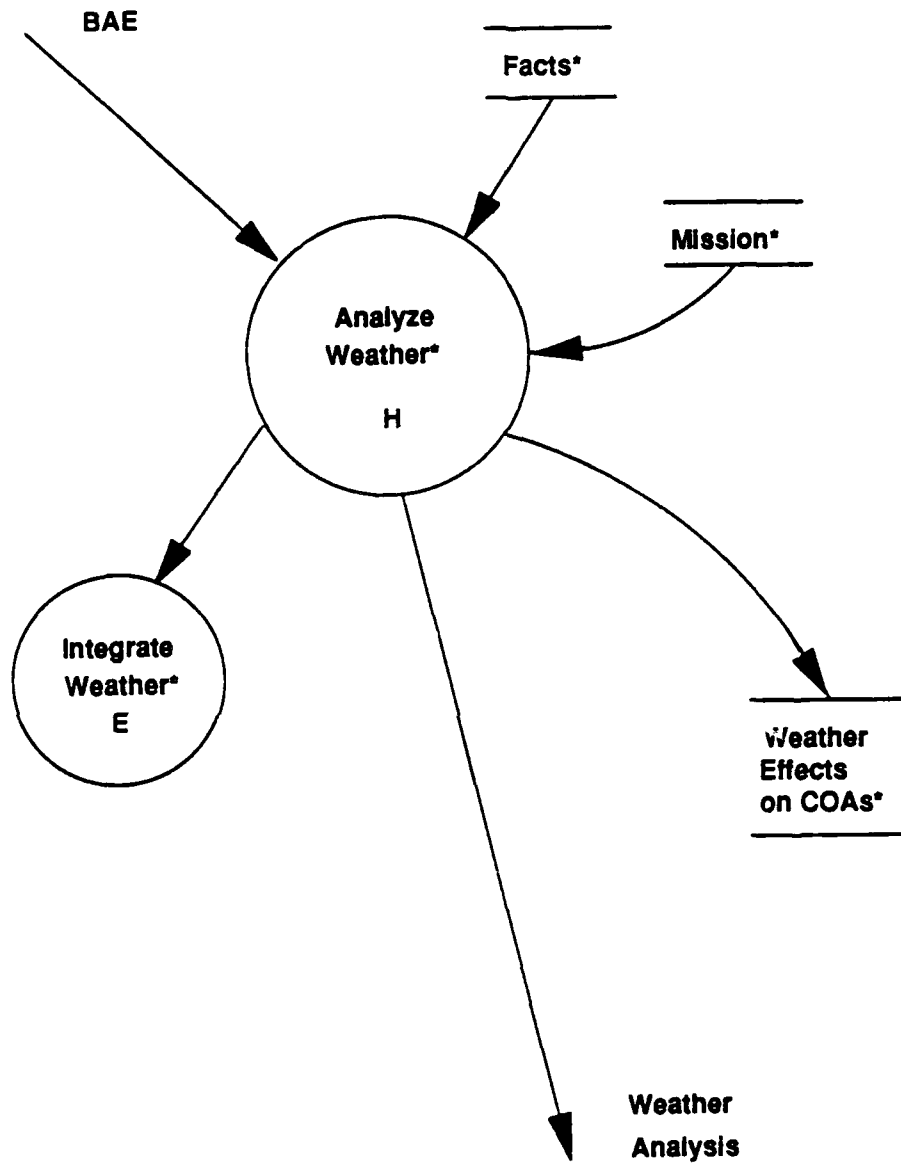 BAE
Facts*
Mission*
Analyze
Weather*
H
Integrate
Weather*
E
Weather
Effects
on COAs*
Weather
Analysis